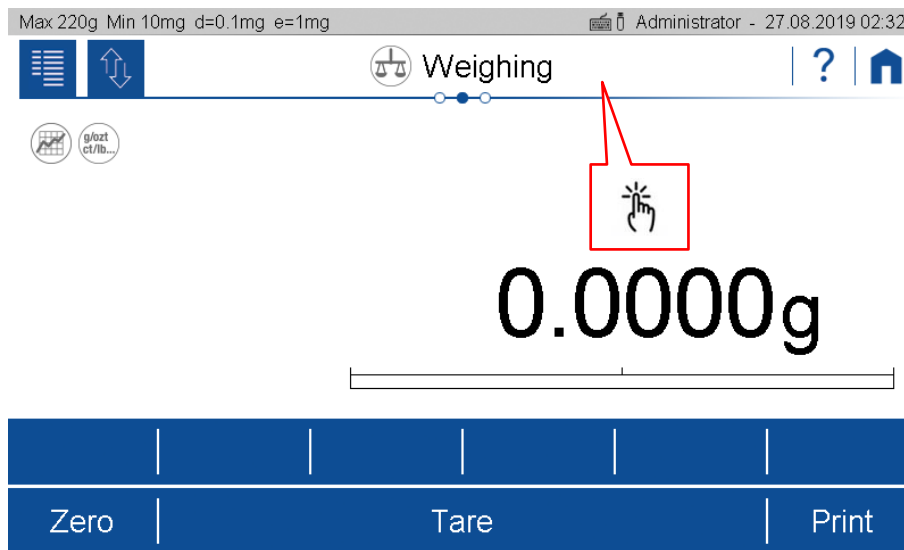 Max 220g Min 10mg d=0.1mg e=1mg Administrator - 27.08.2019 02:32
Weighing
?
g/ozt
ct/lb...
0.0000g
Zero Tare Print